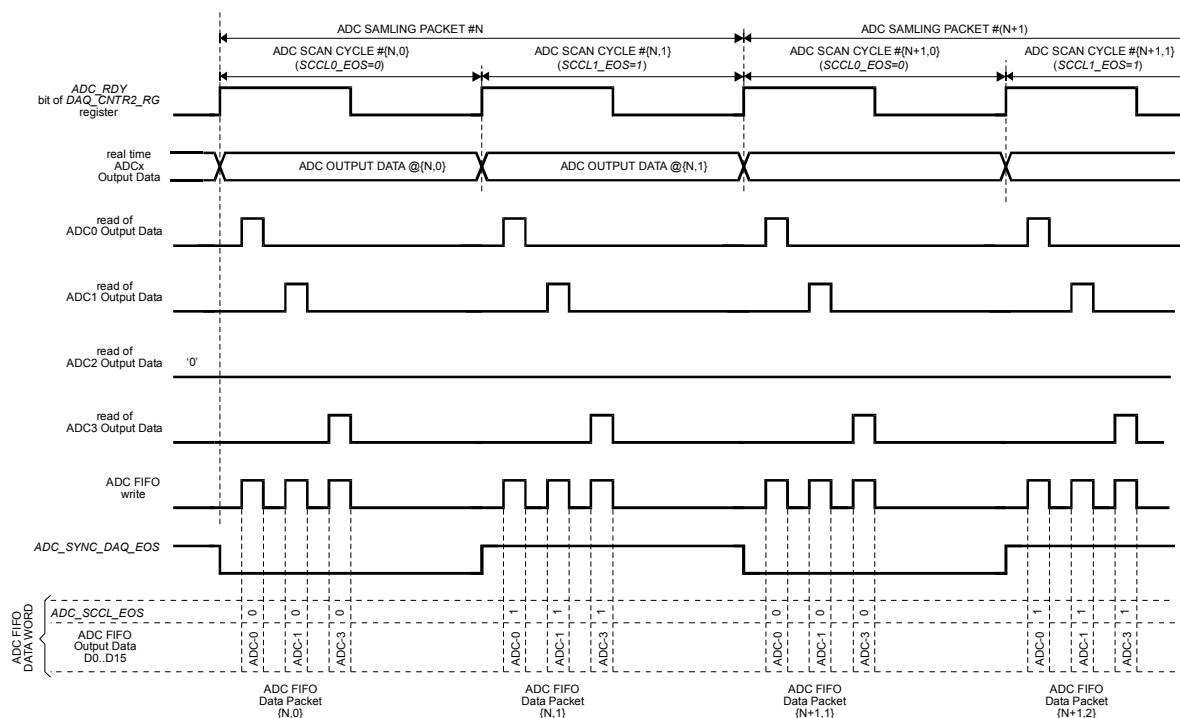 ADC SAMLING PACKET #N
ADC SAMLING PACKET #(N+1)
ADC SCAN CYCLE #{N,0}
(SCCL0_EOS=0)
ADC SCAN CYCLE #{N,1}
(SCCL1_EOS=1)
ADC SCAN CYCLE #{N+1,0}
(SCCL0_EOS=0)
ADC SCAN CYCLE #{N+1,1}
(SCCL1_EOS=1)
ADC_RDY
bit of DAQ_CNTR2_RG
register
real time
ADCx
Output Data
ADC OUTPUT DATA @{N,0}
ADC OUTPUT DATA @{N,1}
read of
ADC0 Output Data
read of
ADC1 Output Data
read of
ADC2 Output Data
'0'
read of
ADC3 Output Data
ADC FIFO
write
ADC_SYNC_DAQ_EOS
ADC FIFO
DATA WORD
ADC_SCCL_EOS
0
0
0
1
1
1
0
0
0
1
1
1
ADC FIFO
Output Data
D0..D15
ADC-0
ADC-1
ADC-3
ADC-0
ADC-1
ADC-3
ADC-0
ADC-1
ADC-3
ADC-0
ADC-1
ADC-3
ADC FIFO
Data Packet
{N,0}
ADC FIFO
Data Packet
{N,1}
ADC FIFO
Data Packet
{N+1,1}
ADC FIFO
Data Packet
{N+1,2}